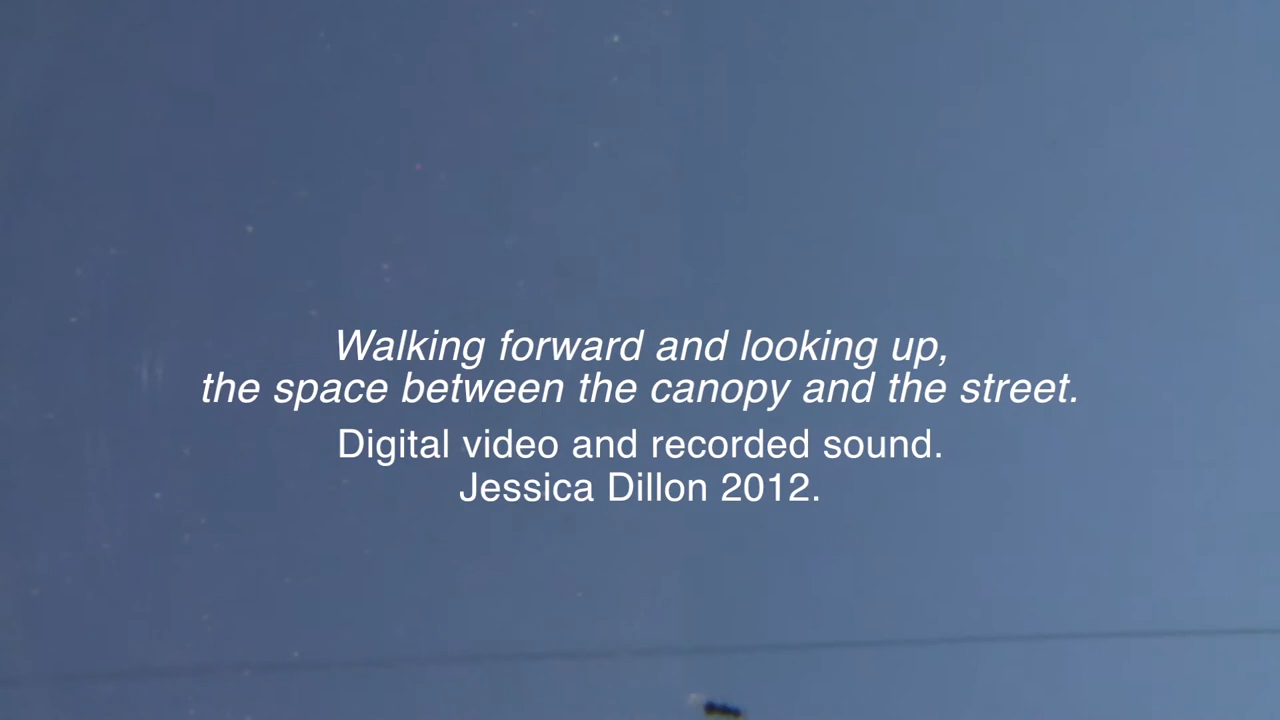 Walking forward and looking up,
the space between the canopy and the street.
Digital video and recorded sound.
Jessica Dillon 2012.